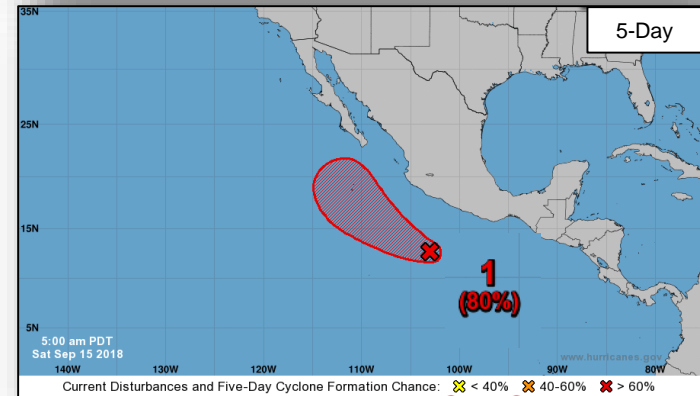 35N
5-Day
25N
15N
1
(80%)
5N
5:00 am PDT
Sat Sep 15 2018
www.hurricanes.gov
140W 130W 120W 110W 100W 90W 80W
Current Disturbances and Five-Day Cyclone Formation Chance: < 40% 40-60% > 60%